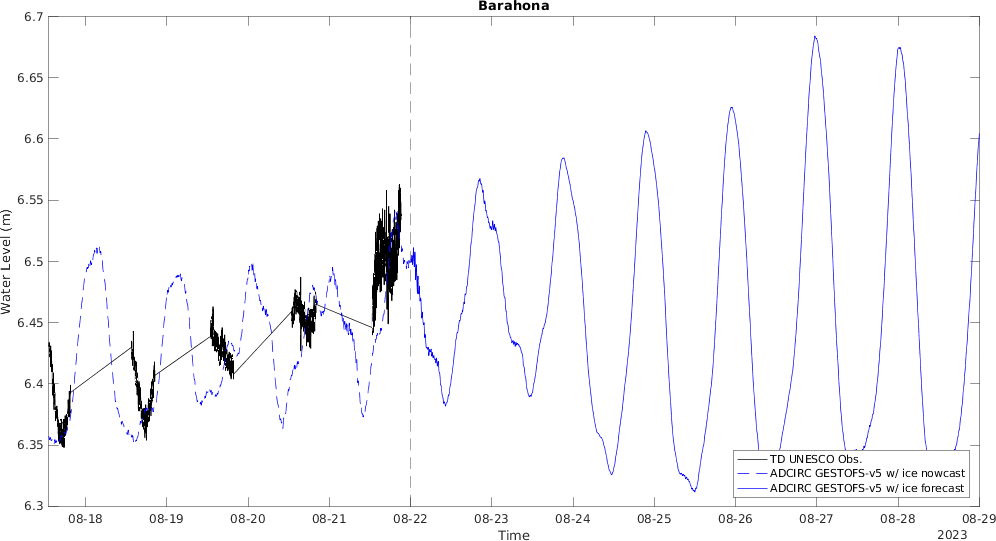 Barahona
6.7
6.65
6.6
6.55
6.5
6.45
6.4
6.35
6.3
Water Level (m)
TD UNESCO Obs.
ADCIRC GESTOFS-v5 w/ ice nowcast
ADCIRC GESTOFS-v5 w/ ice forecast
08-18 08-19 08-20 08-21 08-22 08-23 08-24 08-25 08-26 08-27 08-28 08-29
Time
2023